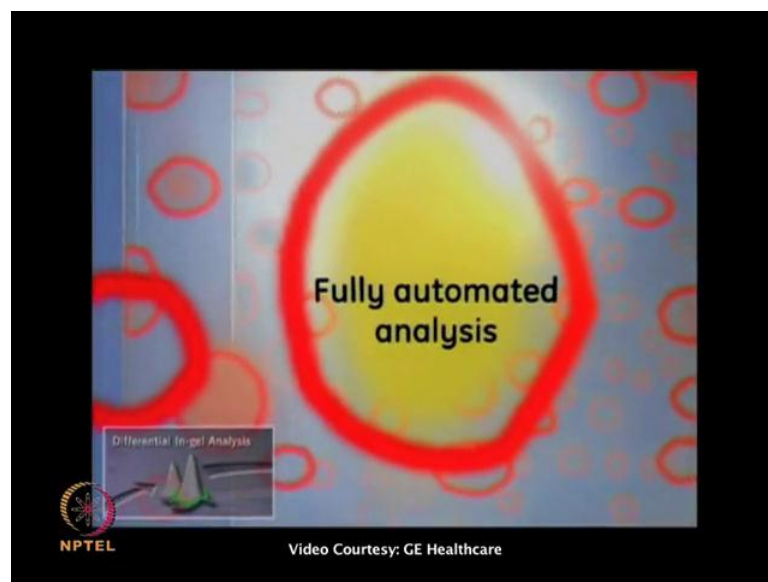 Fully automated
analysis
Differential In-gel Analysis
NPTEL
Video Courtesy: GE Healthcare